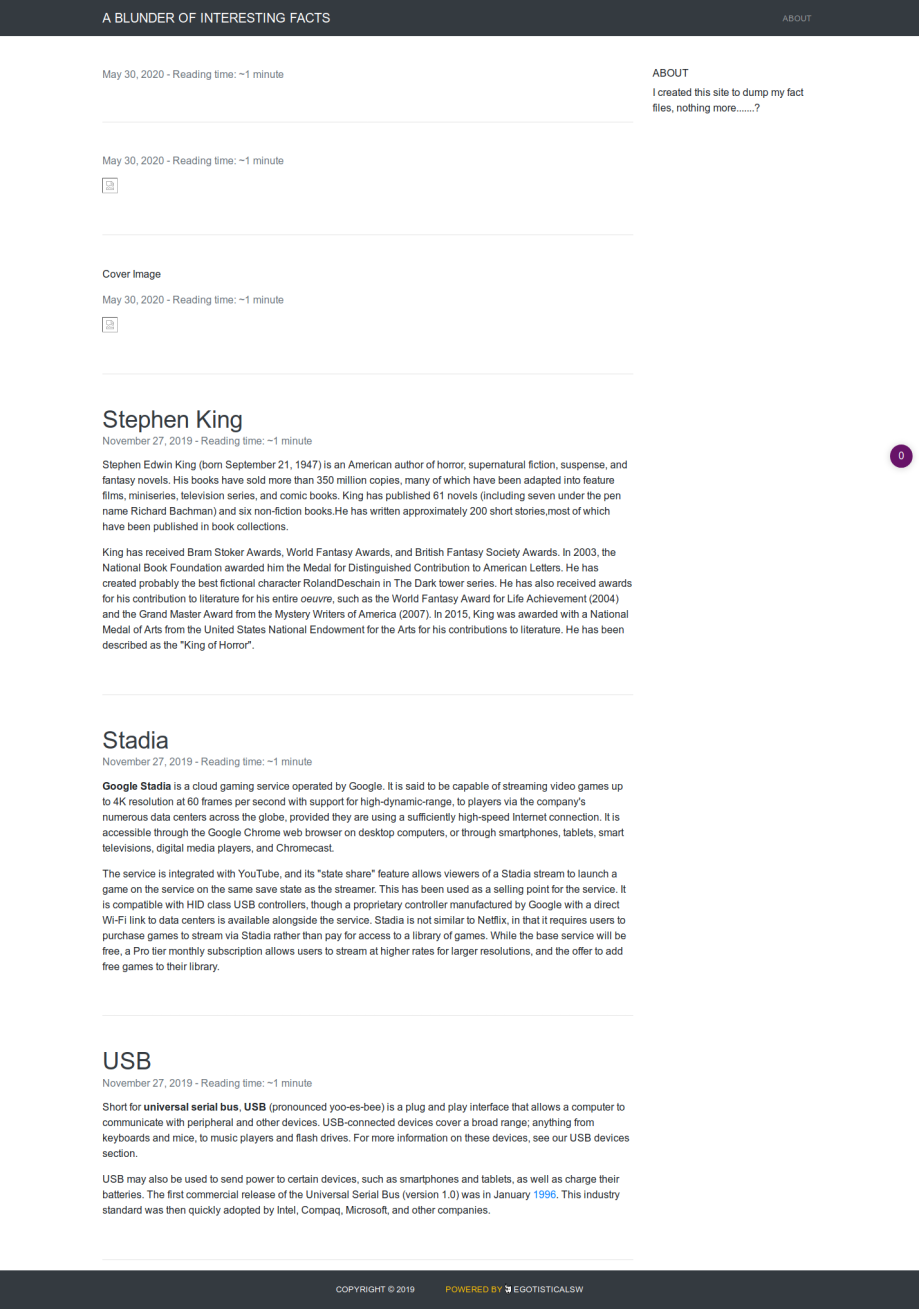 A BLUNDER OF INTERESTING FACTS
ABOUT
May 30, 2020 - Reading time: ~1 minute
May 30, 2020 - Reading time: ~1 minute
Cover Image
May 30, 2020 - Reading time: ~1 minute
Stephen King
November 27, 2019 - Reading time: ~1 minute
Stephen Edwin King (born September 21, 1947) is an American author of horror, supernatural fiction, suspense, and
fantasy novels. His books have sold more than 350 million copies, many of which have been adapted into feature
films, miniseries, television series, and comic books. King has published 61 novels (including seven under the pen
name Richard Bachman) and six non-fiction books.He has written approximately 200 short stories,most of which
have been published in book collections.
King has received Bram Stoker Awards, World Fantasy Awards, and British Fantasy Society Awards. In 2003, the
National Book Foundation awarded him the Medal for Distinguished Contribution to American Letters. He has
created probably the best fictional character RolandDeschain in The Dark tower series. He has also received awards
for his contribution to literature for his entire oeuvre, such as the World Fantasy Award for Life Achievement (2004)
and the Grand Master Award from the Mystery Writers of America (2007). In 2015, King was awarded with a National
Medal of Arts from the United States National Endowment for the Arts for his contributions to literature. He has been
described as the "King of Horror".
Stadia
November 27, 2019 - Reading time: ~1 minute
Google Stadia is a cloud gaming service operated by Google. It is said to be capable of streaming video games up
to 4K resolution at 60 frames per second with support for high-dynamic-range, to players via the company's
numerous data centers across the globe, provided they are using a sufficiently high-speed Internet connection. It is
accessible through the Google Chrome web browser on desktop computers, or through smartphones, tablets, smart
televisions, digital media players, and Chromecast.
The service is integrated with YouTube, and its "state share" feature allows viewers of a Stadia stream to launch a
game on the service on the same save state as the streamer. This has been used as a selling point for the service. It
is compatible with HID class USB controllers, though a proprietary controller manufactured by Google with a direct
Wi-Fi link to data centers is available alongside the service. Stadia is not similar to Netflix, in that it requires users to
purchase games to stream via Stadia rather than pay for access to a library of games. While the base service will be
free, a Pro tier monthly subscription allows users to stream at higher rates for larger resolutions, and the offer to add
free games to their library.
USB
November 27, 2019 - Reading time: ~1 minute
Short for universal serial bus, USB (pronounced yoo-es-bee) is a plug and play interface that allows a computer to
communicate with peripheral and other devices. USB-connected devices cover a broad range; anything from
keyboards and mice, to music players and flash drives. For more information on these devices, see our USB devices
section.
USB may also be used to send power to certain devices, such as smartphones and tablets, as well as charge their
batteries. The first commercial release of the Universal Serial Bus (version 1.0) was in January 1996. This industry
standard was then quickly adopted by Intel, Compaq, Microsoft, and other companies.
ABOUT
I created this site to dump my fact
files, nothing more.......?
0
COPYRIGHT © 2019
POWERED BY EGOTISTICALSW